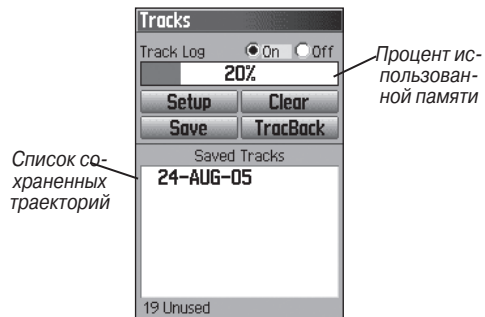 Tracks
Track Log On Off
20%
Setup Clear
Save TracBack
Saved Tracks
24-AUG-05
19 Unused
Процент ис-
пользован-
ной памяти
Список со-
храненных
траекторий